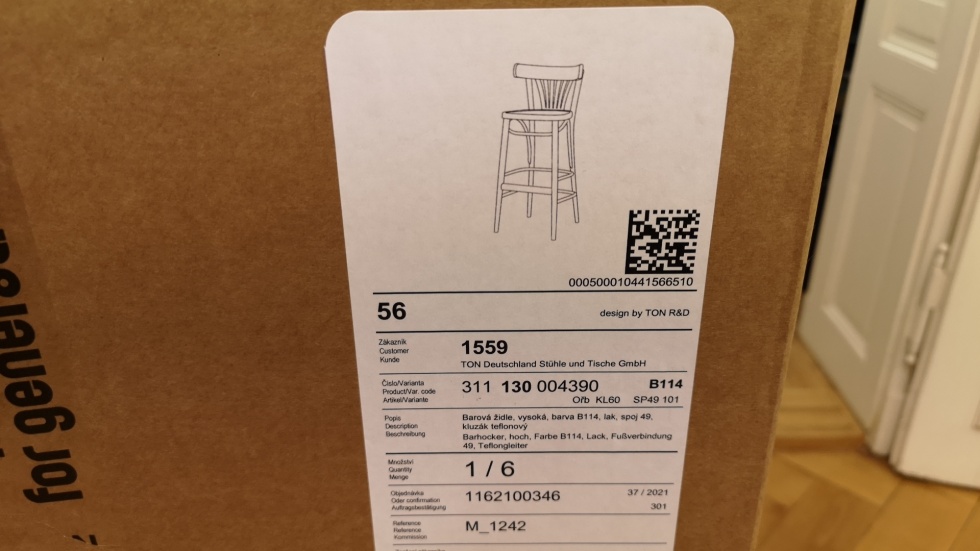 000500010441566510
56
design by TON R&D
Zákazník
Customer
Kunde
1559
TON Deutschland Stühle und Tische GmbH
Číslo/Varianta
Product/Var. code
Artikel/Variante
311 130 004390 B114
Ořb KL60 SP49 101
Popis
Description
Beschreibung
Barová židle, vysoká, barva B114, lak, spoj 49,
kluzák teflonový
Barhocker, hoch, Farbe B114, Lack, Fußverbindung
49, Teflongleiter
Množství
Quantity
Menge
1 / 6
Objednávka
Oder confirmation
Auftragsbestätigung
1162100346
37 / 2021
301
Reference
Reference
Kommission
M_1242
for gene